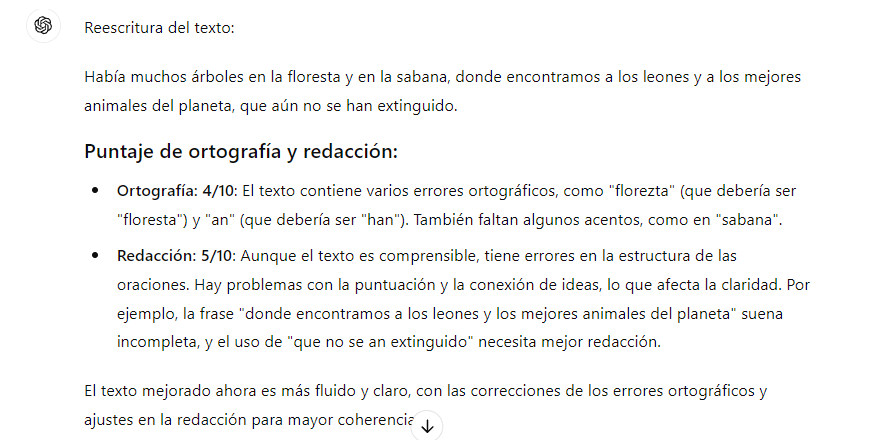 Reescritura del texto:
Había muchos árboles en la floresta y en la sabana, donde encontramos a los leones y a los mejores
animales del planeta, que aún no se han extinguido.
Puntaje de ortografía y redacción:
• Ortografía: 4/10: El texto contiene varios errores ortográficos, como "florezta" (que debería ser
"floresta") y "an" (que debería ser "han"). También faltan algunos acentos, como en "sabana".
• Redacción: 5/10: Aunque el texto es comprensible, tiene errores en la estructura de las
oraciones. Hay problemas con la puntuación y la conexión de ideas, lo que afecta la claridad. Por
ejemplo, la frase "donde encontramos a los leones y los mejores animales del planeta" suena
incompleta, y el uso de "que no se an extinguido" necesita mejor redacción.
El texto mejorado ahora es más fluido y claro, con las correcciones de los errores ortográficos y
ajustes en la redacción para mayor coherencia